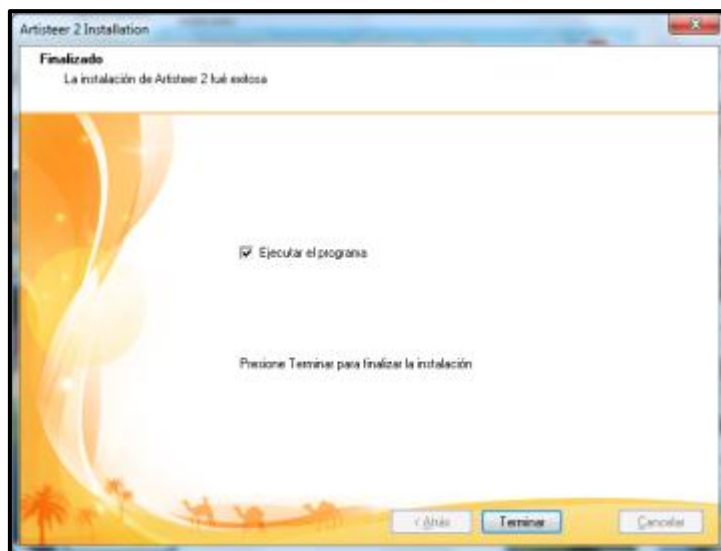 Artisteer 2 Installation
Finalizado
La instalación de Artisteer 2 fué exitosa
Ejecutar el programa
Presione Terminar para finalizar la instalación
< Atrás Terminar Cancelar